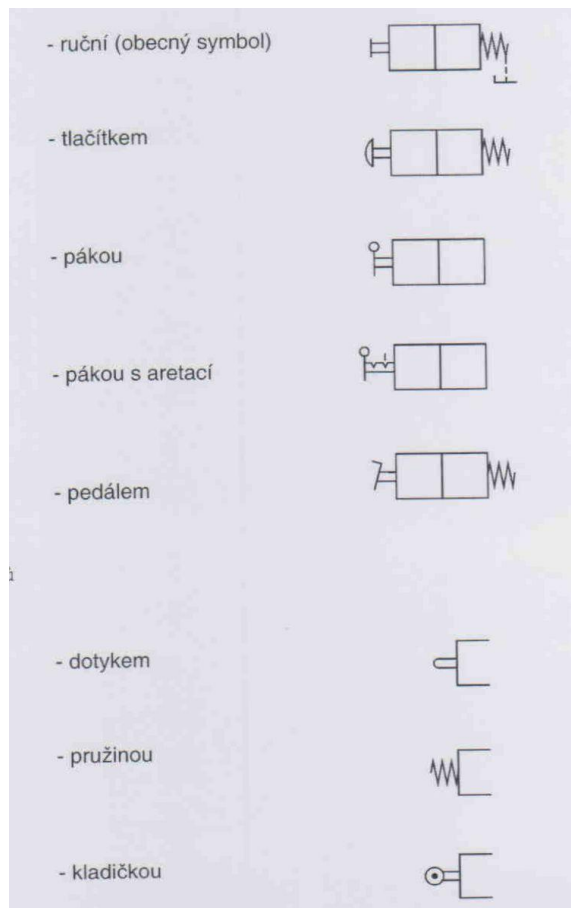 - ruční (obecný symbol)
- tlačítkem
- pákou
- pákou s aretací
- pedálem
ů
- dotykem
- pružinou
- kladičkou